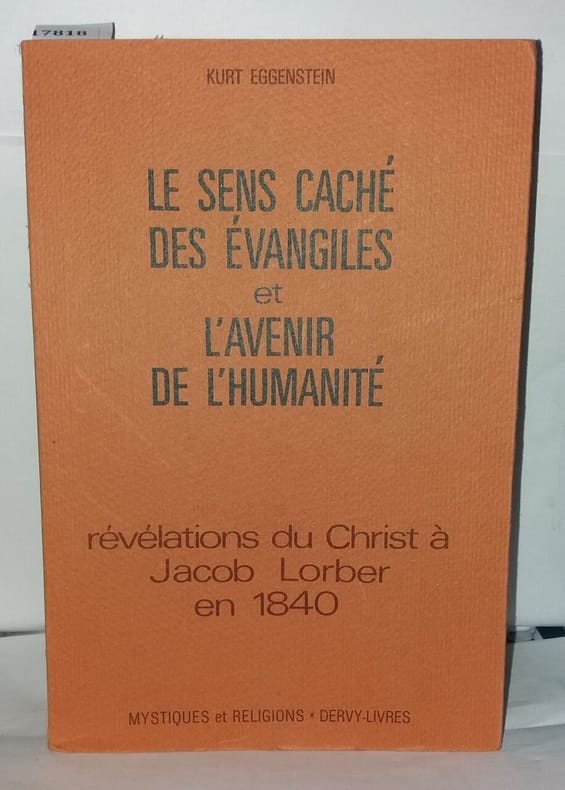 17818
KURT EGGENSTEIN
LE SENS CACHÉ
DES ÉVANGILES
et
L'AVENIR
DE L'HUMANITÉ
révélations du Christ à
Jacob Lorber
en 1840
MYSTIQUES et RELIGIONS * DERVY-LIVRES